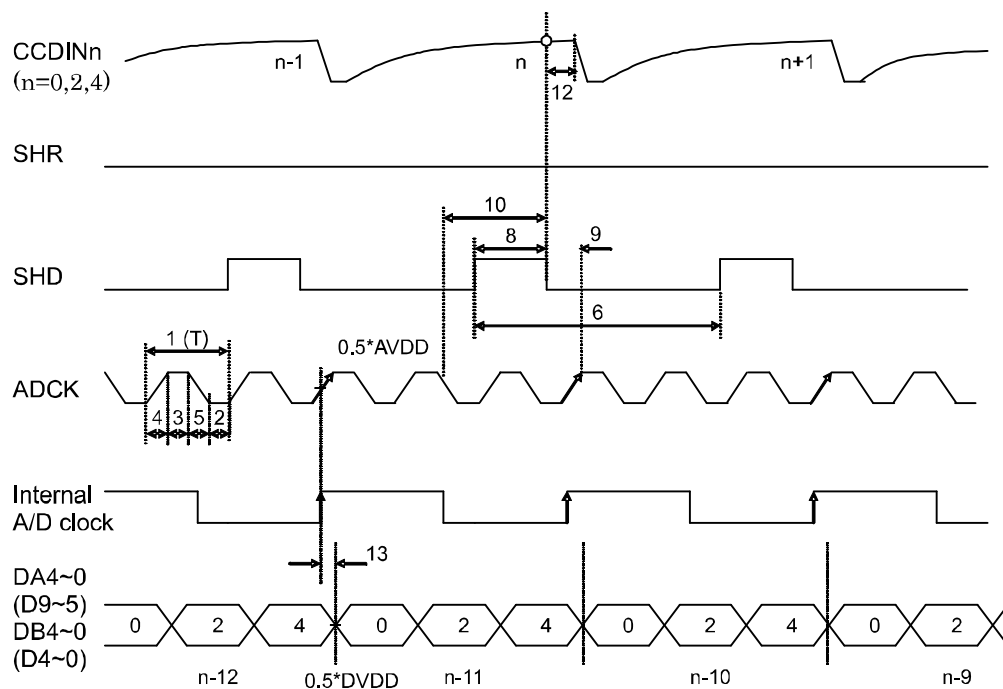 CCDINn
(n=0,2,4)
n-1
n
n+1
12
SHR
10
8
9
SHD
6
1 (T)
0.5*AVDD
ADCK
4
3
5
2
Internal
A/D clock
13
DA4~0
(D9~5)
DB4~0
(D4~0)
0
2
4
0
2
4
0
2
4
0
2
n-12
0.5*DVDD
n-11
n-10
n-9